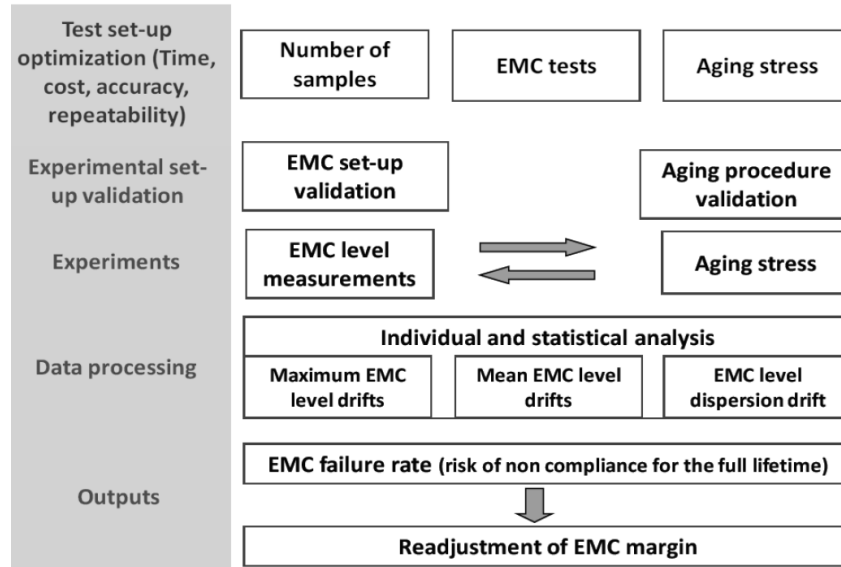 Test set-up
optimization (Time,
cost, accuracy,
repeatability)
Number of
samples
EMC tests
Aging stress
Experimental set-
up validation
EMC set-up
validation
Aging procedure
validation
Experiments
EMC level
measurements
Aging stress
Data processing
Individual and statistical analysis
Maximum EMC
level drifts
Mean EMC level
drifts
EMC level
dispersion drift
Outputs
EMC failure rate (risk of non compliance for the full lifetime)
Readjustment of EMC margin